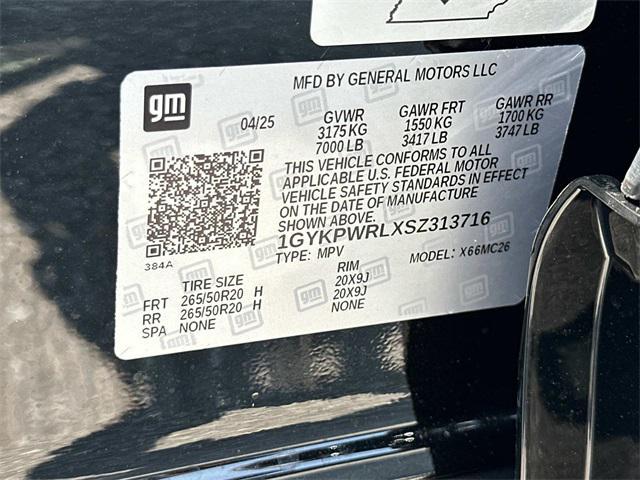 MFD BY GENERAL MOTORS LLC
gm
04/25
GVWR GAWR FRT GAWR RR
3175 KG 1550 KG 1700 KG
7000 LB 3417 LB 3747 LB
THIS VEHICLE CONFORMS TO ALL
APPLICABLE U.S. FEDERAL MOTOR
VEHICLE SAFETY STANDARDS IN EFFECT
ON THE DATE OF MANUFACTURE
SHOWN ABOVE.
1GYKPWRLXSZ313716
TYPE: MPV MODEL: X66MC26
384A
TIRE SIZE RIM
FRT 265/50R20 H 20X9J
RR 265/50R20 H 20X9J
SPA NONE NONE